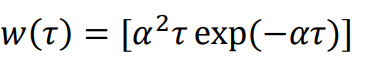 w(τ) = [α²τ exp(−ατ)]